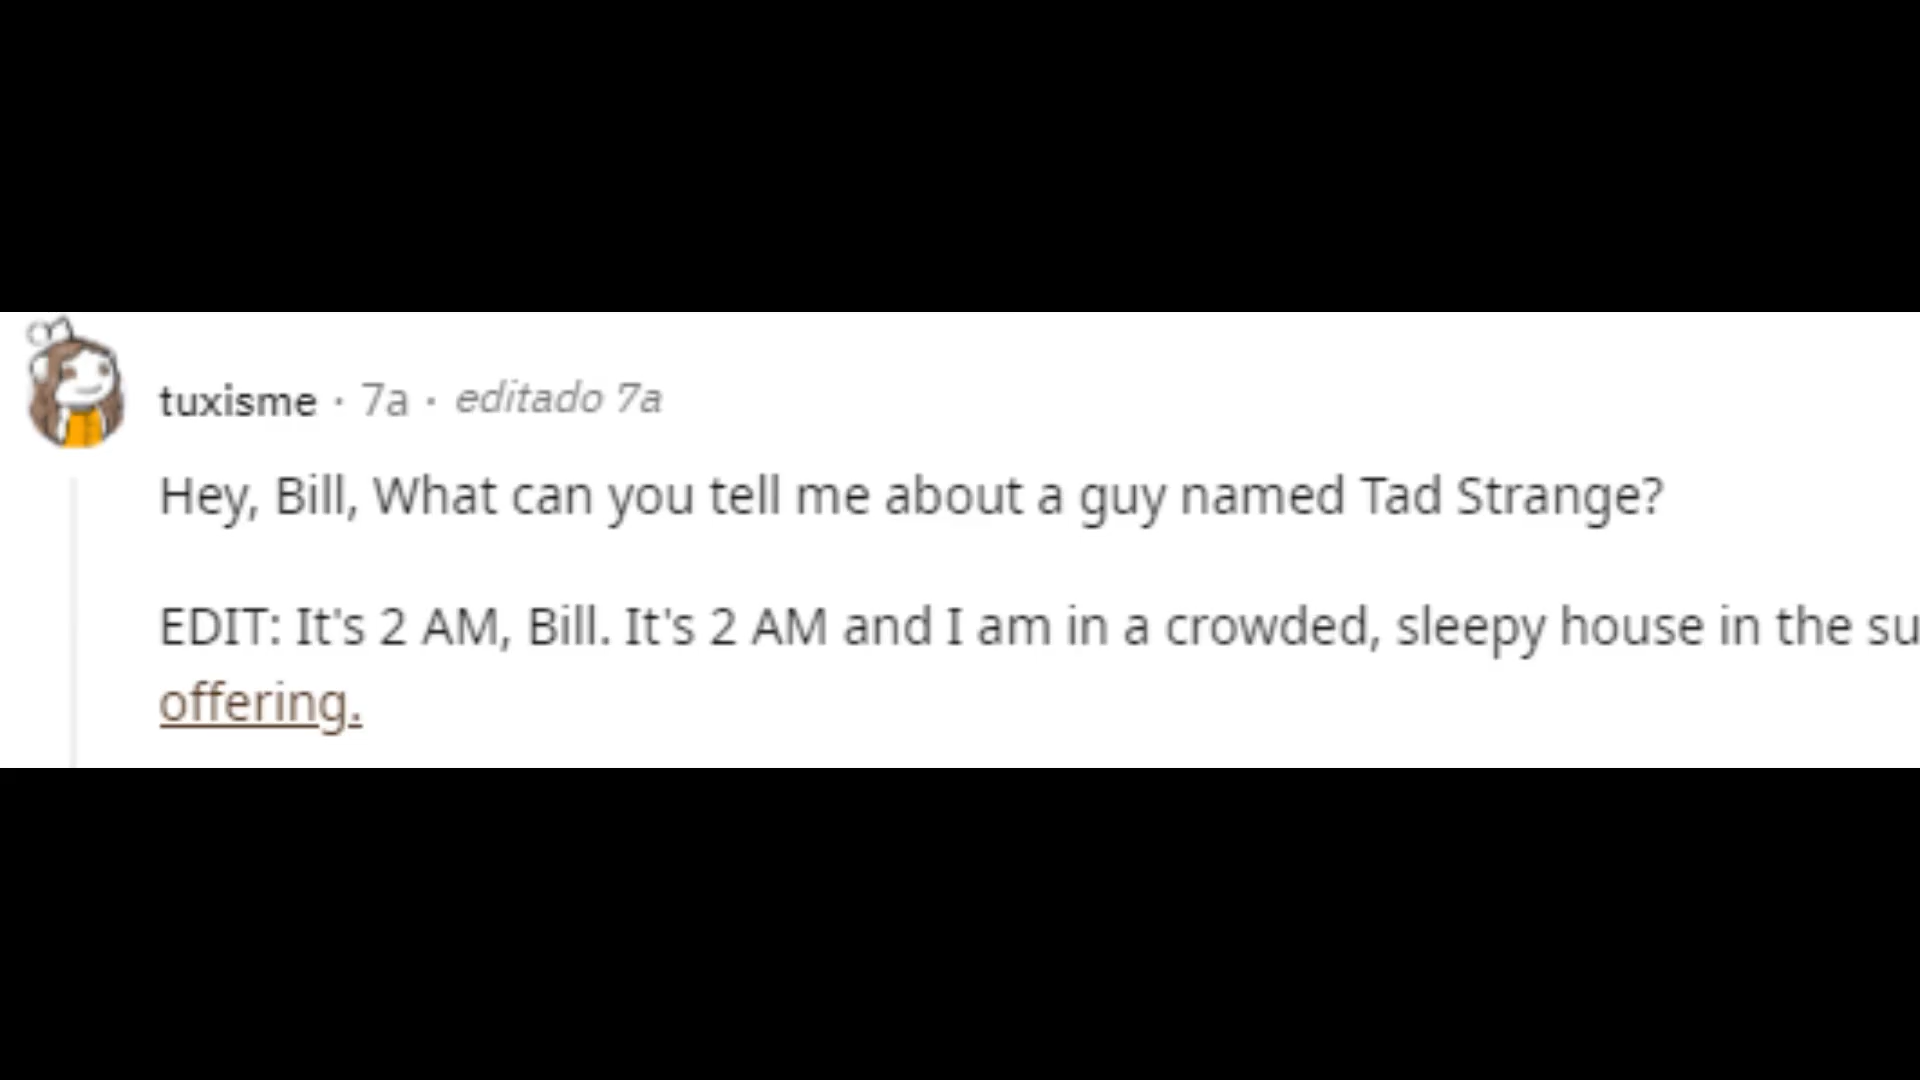 tuxisme · 7a · editado 7a
Hey, Bill, What can you tell me about a guy named Tad Strange?
EDIT: It's 2 AM, Bill. It's 2 AM and I am in a crowded, sleepy house in the su
offering.